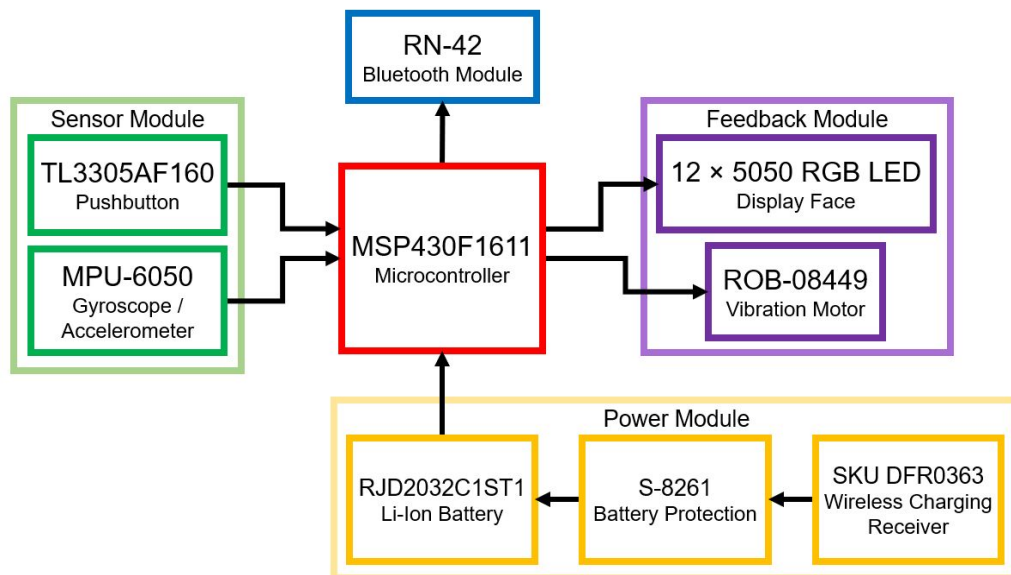 RN-42
Bluetooth Module
Sensor Module
TL3305AF160
Pushbutton
MPU-6050
Gyroscope /
Accelerometer
MSP430F1611
Microcontroller
Feedback Module
12 × 5050 RGB LED
Display Face
ROB-08449
Vibration Motor
Power Module
RJD2032C1ST1
Li-Ion Battery
S-8261
Battery Protection
SKU DFR0363
Wireless Charging
Receiver